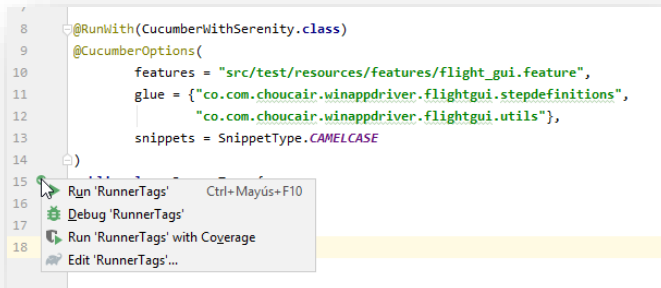 8 @RunWith(CucumberWithSerenity.class)
9 @CucumberOptions(
10 features = "src/test/resources/features/flight_gui.feature",
11 glue = {"co.com.choucair.winappdriver.flightgui.stepdefinitions",
12 "co.com.choucair.winappdriver.flightgui.utils"},
13 snippets = SnippetType.CAMELCASE
14 )
15
16 Run 'RunnerTags' Ctrl+Mayús+F10
Debug 'RunnerTags'
17
Run 'RunnerTags' with Coverage
18
Edit 'RunnerTags'...